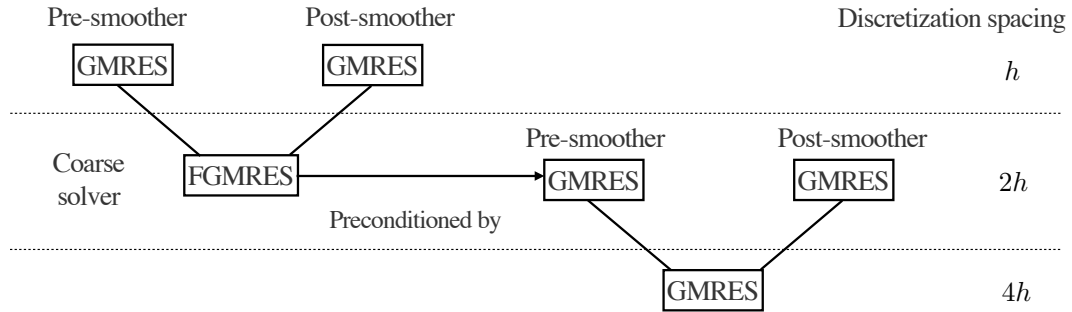 Pre-smoother Post-smoother Discretization spacing
GMRES GMRES h
Pre-smoother Post-smoother
Coarse
solver
FGMRES GMRES GMRES 2h
Preconditioned by
GMRES 4h